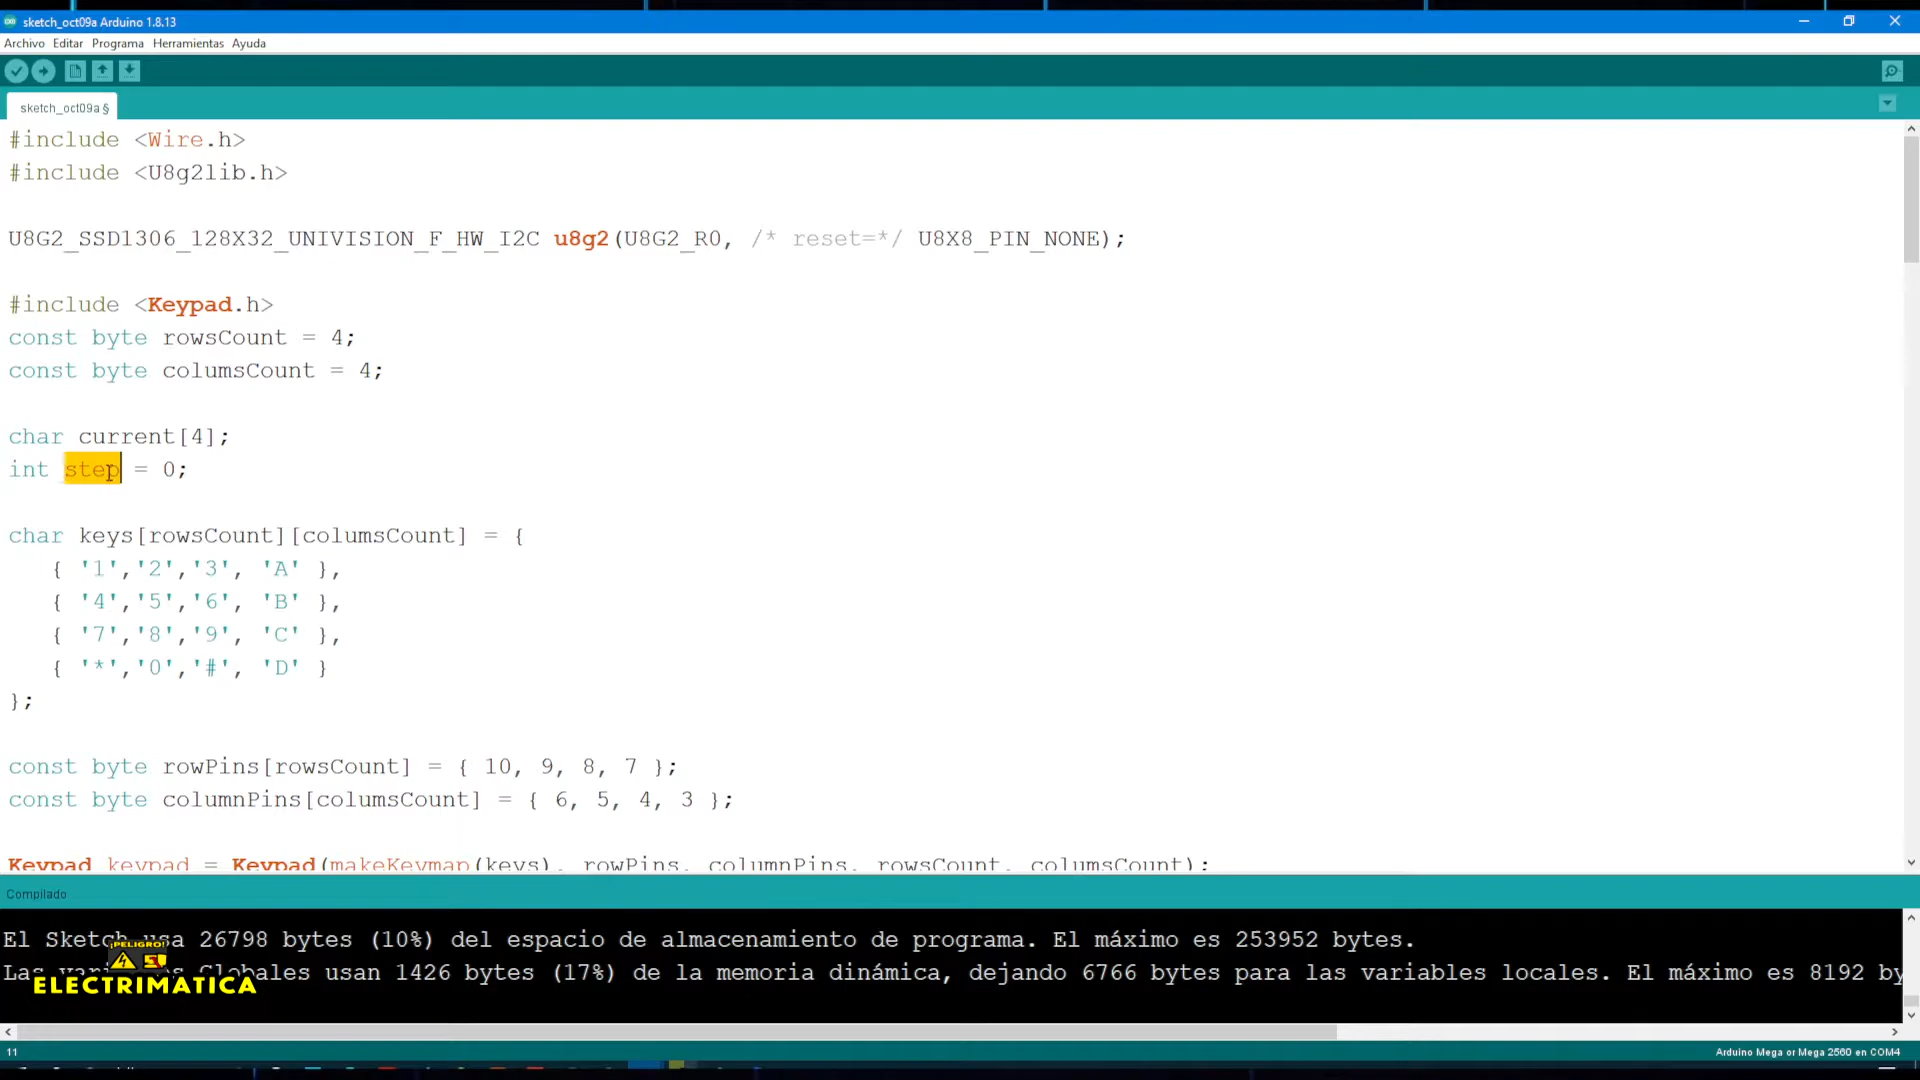 sketch_oct09a Arduino 1.8.13
Archivo Editar Programa Herramientas Ayuda
sketch_oct09a §
#include <Wire.h>
#include <U8g2lib.h>
U8G2_SSD1306_128X32_UNIVISION_F_HW_I2C u8g2(U8G2_R0, /* reset=*/ U8X8_PIN_NONE);
#include <Keypad.h>
const byte rowsCount = 4;
const byte columsCount = 4;
char current[4];
int step = 0;
char keys[rowsCount][columsCount] = {
{ '1','2','3', 'A' },
{ '4','5','6', 'B' },
{ '7','8','9', 'C' },
{ '*','0','#', 'D' }
};
const byte rowPins[rowsCount] = { 10, 9, 8, 7 };
const byte columnPins[columsCount] = { 6, 5, 4, 3 };
Keypad keypad = Keypad(makeKeymap(keys), rowPins, columnPins, rowsCount, columsCount);
Compilado
El Sketch usa 26798 bytes (10%) del espacio de almacenamiento de programa. El máximo es 253952 bytes.
Las Globales usan 1426 bytes (17%) de la memoria dinámica, dejando 6766 bytes para las variables locales. El máximo es 8192 by
¡PELIGRO!
ELECTRIMATICA
11
Arduino Mega or Mega 2560 en COM4